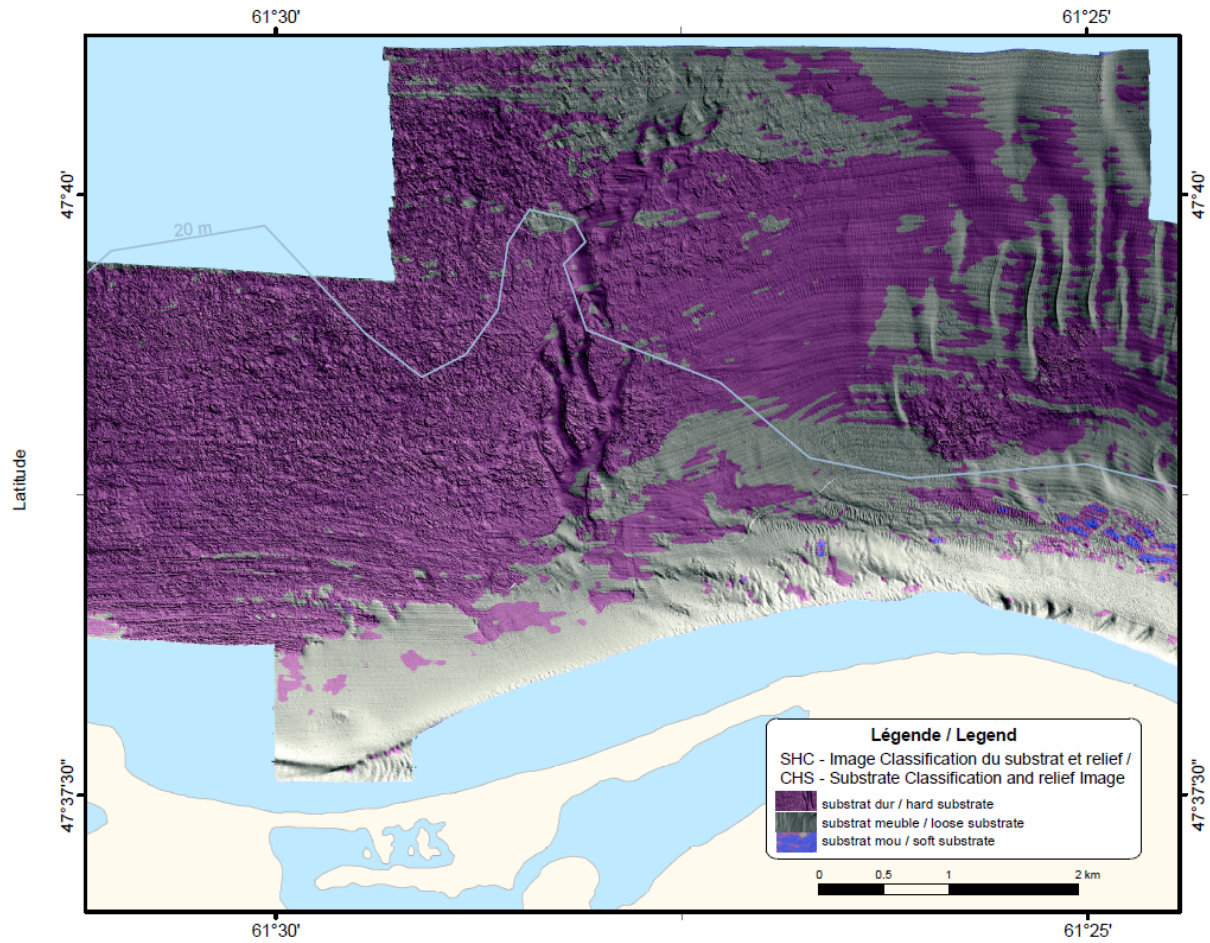 61°30'
61°25'
47°40'
47°40'
20 m
Latitude
Légende / Legend
SHC - Image Classification du substrat et relief /
CHS - Substrate Classification and relief Image
substrat dur / hard substrate
substrat meuble / loose substrate
substrat mou / soft substrate
47°37'30"
47°37'30"
0 0.5 1 2 km
61°30'
61°25'